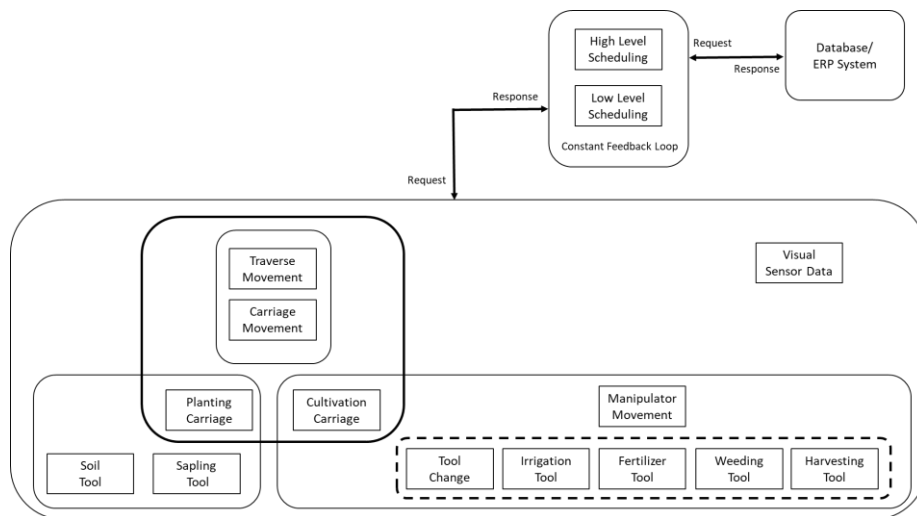 High Level
Scheduling
Low Level
Scheduling
Constant Feedback Loop
Request
Response
Database/
ERP System
Response
Request
Traverse
Movement
Carriage
Movement
Visual
Sensor Data
Planting
Carriage
Cultivation
Carriage
Manipulator
Movement
Soil
Tool
Sapling
Tool
Tool
Change
Irrigation
Tool
Fertilizer
Tool
Weeding
Tool
Harvesting
Tool